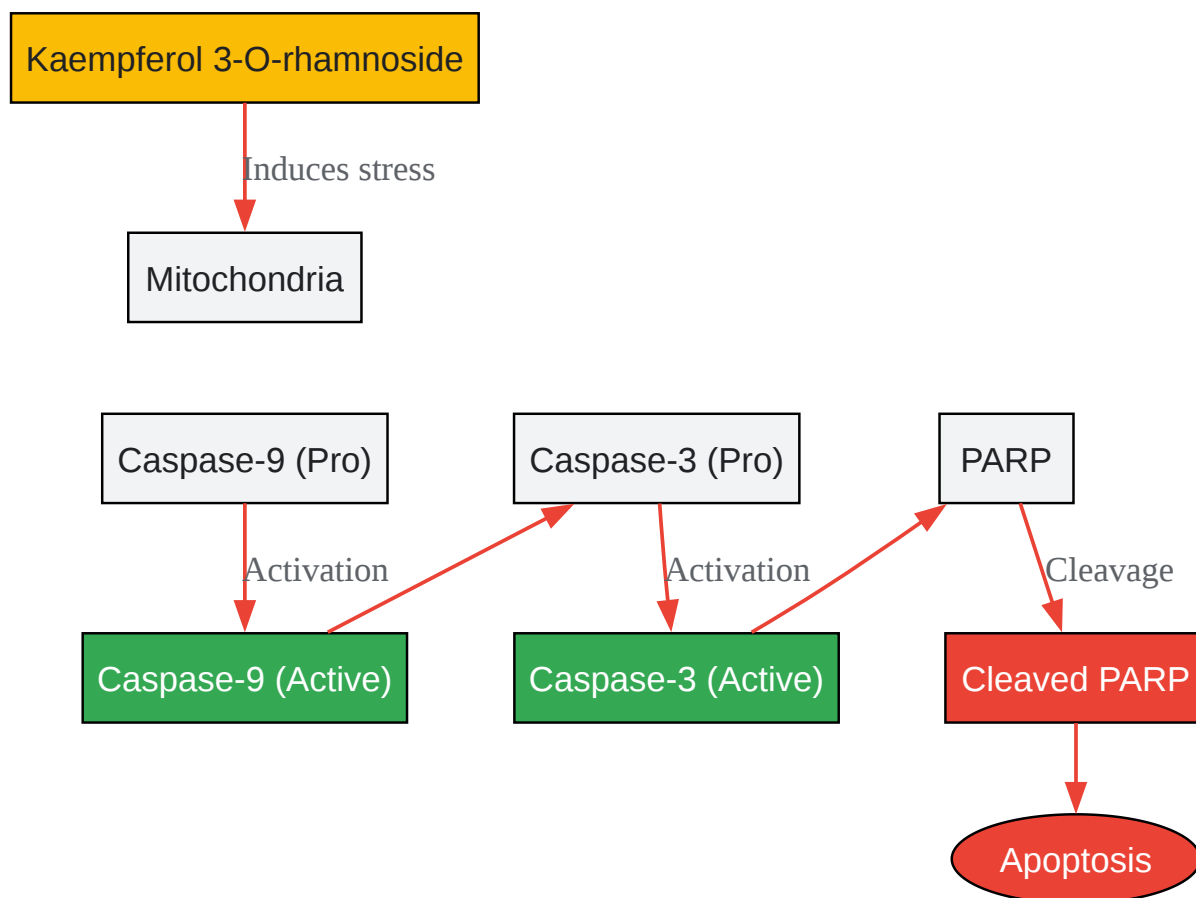 Kaempferol 3-O-rhamnoside
Induces stress
Mitochondria
Caspase-9 (Pro)
Caspase-3 (Pro)
PARP
Activation
Activation
Cleavage
Caspase-9 (Active)
Caspase-3 (Active)
Cleaved PARP
Apoptosis